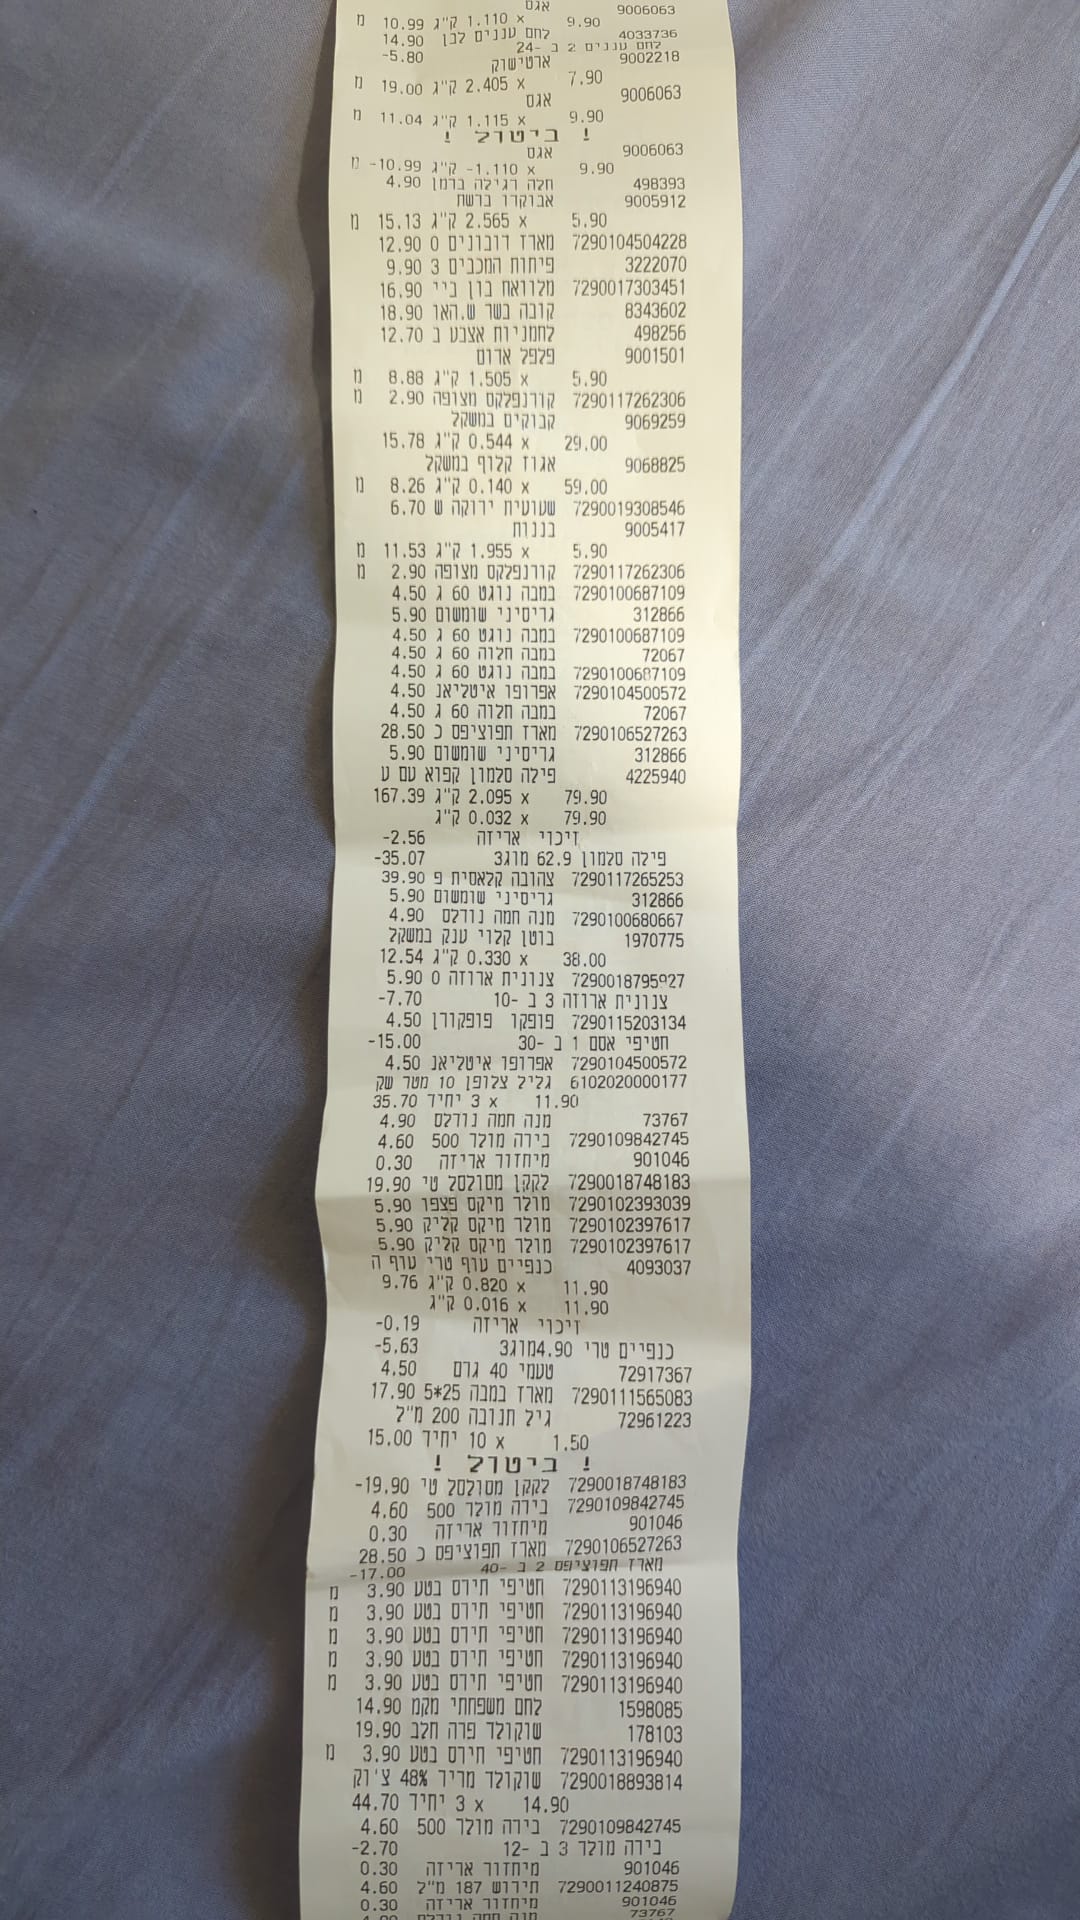 9006063 אגס
9.90 x 1.110 ק"ג 10.99 מ
4033736 לחם עננים לבן 14.90
לחם עננים 2 ב -24 -5.80
9002218 ארטישוק
7.90 x 2.405 ק"ג 19.00 מ
9006063 אגס
9.90 x 1.115 ק"ג 11.04 מ
! ביטול !
9006063 אגס
9.90 x -1.110 ק"ג -10.99 מ
498393 חלה רגילה ברמן 4.90
9005912 אבוקדו ברשת
5.90 x 2.565 ק"ג 15.13 מ
7290104504228 מארז דובונים 0 12.90
3222070 פיתות המכבים 3 9.90
7290017303451 מלוואח בון ביי 16.90
8343602 קובה בשר ש.האו 18.90
498256 לחמניות אצבע ב 12.70
9001501 פלפל אדום
5.90 x 1.505 ק"ג 8.88 מ
7290117262306 קורנפלקס מצופה 2.90 מ
9069259 קבוקים במשקל
29.00 x 0.544 ק"ג 15.78
9068825 אגוז קלוף במשקל
59.00 x 0.140 ק"ג 8.26 מ
7290019308546 שעועית ירוקה ש 6.70
9005417 בננות
5.90 x 1.955 ק"ג 11.53 מ
7290117262306 קורנפלקס מצופה 2.90 מ
7290100687109 במבה נוגט 60 ג 4.50
312866 גריסיני שומשום 5.90
7290100687109 במבה נוגט 60 ג 4.50
72067 במבה חלוה 60 ג 4.50
7290100687109 במבה נוגט 60 ג 4.50
7290104500572 אפרופו איטליאנ 4.50
72067 במבה חלוה 60 ג 4.50
7290106527263 מארז תפוציפס כ 28.50
312866 גריסיני שומשום 5.90
4225940 פילה סלמון קפוא עם ע
79.90 x 2.095 ק"ג 167.39
79.90 x 0.032 ק"ג
זיכוי אריזה -2.56
פילה סלמון 62.9 מוג3 -35.07
7290117265253 צהובה קלאסית פ 39.90
312866 גריסיני שומשום 5.90
7290100680667 מנה חמה נודלס 4.90
1970775 בוטן קלוי ענק במשקל
38.00 x 0.330 ק"ג 12.54
7290018795927 צנונית ארוזה 0 5.90
צנונית ארוזה 3 ב -10 -7.70
7290115203134 פופקו פופקורן 4.50
חטיפי אסם 1 ב -30 -15.00
7290104500572 אפרופו איטליאנ 4.50
6102020000177 גליל צלופן 10 מטר שק
11.90 x 3 יחיד 35.70
73767 מנה חמה נודלס 4.90
7290109842745 בירה מולר 500 4.60
901046 מיחזור אריזה 0.30
7290018748183 לקקן מסולסל טי 19.90
7290102393039 מולר מיקס פצפו 5.90
7290102397617 מולר מיקס קליק 5.90
7290102397617 מולר מיקס קליק 5.90
4093037 כנפיים עוף טרי עוף ה
11.90 x 0.820 ק"ג 9.76
11.90 x 0.016 ק"ג
זיכוי אריזה -0.19
כנפיים טרי 4.90מוג3 -5.63
72917367 טעמי 40 גרם 4.50
7290111565083 מארז במבה 25*5 17.90
72961223 גיל תנובה 200 מ"ל
1.50 x 10 יחיד 15.00
! ביטול !
7290018748183 לקקן מסולסל טי -19.90
7290109842745 בירה מולר 500 4.60
901046 מיחזור אריזה 0.30
7290106527263 מארז תפוציפס כ 28.50
מארז תפוציפס 2 ב -40 -17.00
7290113196940 חטיפי תירס בטע 3.90 מ
7290113196940 חטיפי תירס בטע 3.90 מ
7290113196940 חטיפי תירס בטע 3.90 מ
7290113196940 חטיפי תירס בטע 3.90 מ
7290113196940 חטיפי תירס בטע 3.90 מ
1598085 לחם משפחתי מקמ 14.90
178103 שוקולד פרה חלב 19.90
7290113196940 חטיפי תירס בטע 3.90 מ
7290018893814 שוקולד מריר 48% צ'וק
14.90 x 3 יחיד 44.70
7290109842745 בירה מולר 500 4.60
בירה מולר 3 ב -12 -2.70
901046 מיחזור אריזה 0.30
7290011240875 תירוש 187 מ"ל 4.60
901046 מיחזור אריזה 0.30
73767 מנה חמה נודלס 4.90